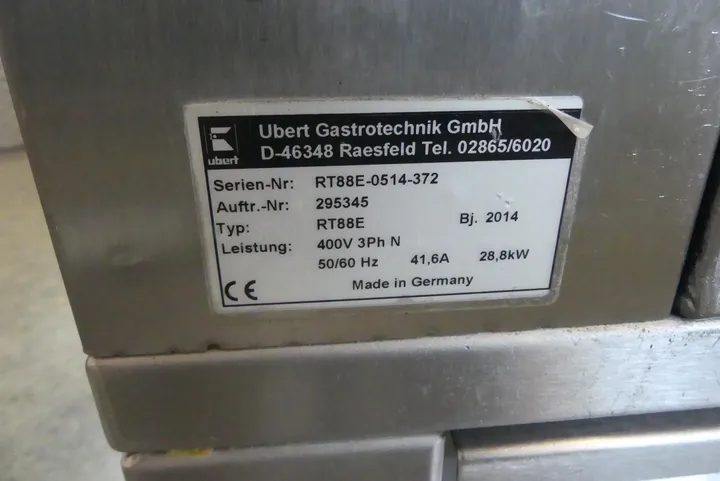 Ubert Gastrotechnik GmbH
D-46348 Raesfeld Tel. 02865/6020
ubert
Serien-Nr: RT88E-0514-372
Auftr.-Nr: 295345
Typ: RT88E Bj. 2014
Leistung: 400V 3Ph N
50/60 Hz 41,6A 28,8kW
CE Made in Germany